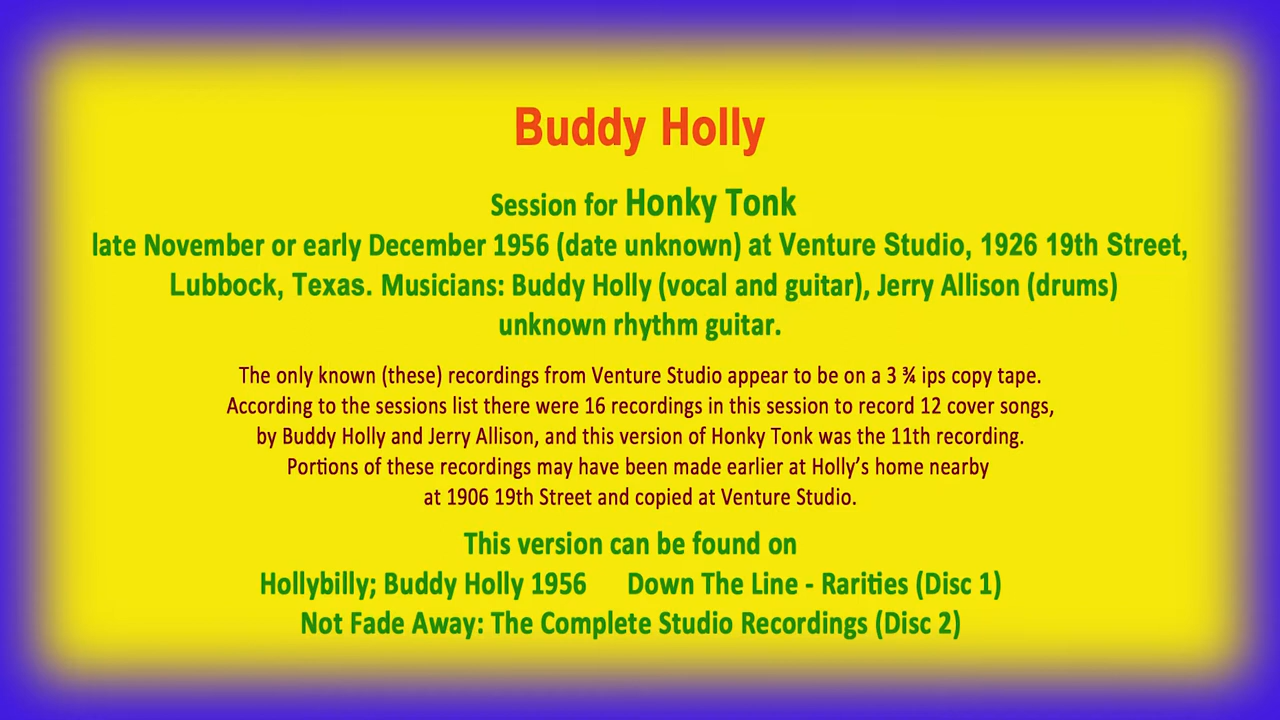 Buddy Holly
Session for Honky Tonk
late November or early December 1956 (date unknown) at Venture Studio, 1926 19th Street,
Lubbock, Texas. Musicians: Buddy Holly (vocal and guitar), Jerry Allison (drums)
unknown rhythm guitar.
The only known (these) recordings from Venture Studio appear to be on a 3 ¾ ips copy tape.
According to the sessions list there were 16 recordings in this session to record 12 cover songs,
by Buddy Holly and Jerry Allison, and this version of Honky Tonk was the 11th recording.
Portions of these recordings may have been made earlier at Holly’s home nearby
at 1906 19th Street and copied at Venture Studio.
This version can be found on
Hollybilly; Buddy Holly 1956 Down The Line - Rarities (Disc 1)
Not Fade Away: The Complete Studio Recordings (Disc 2)